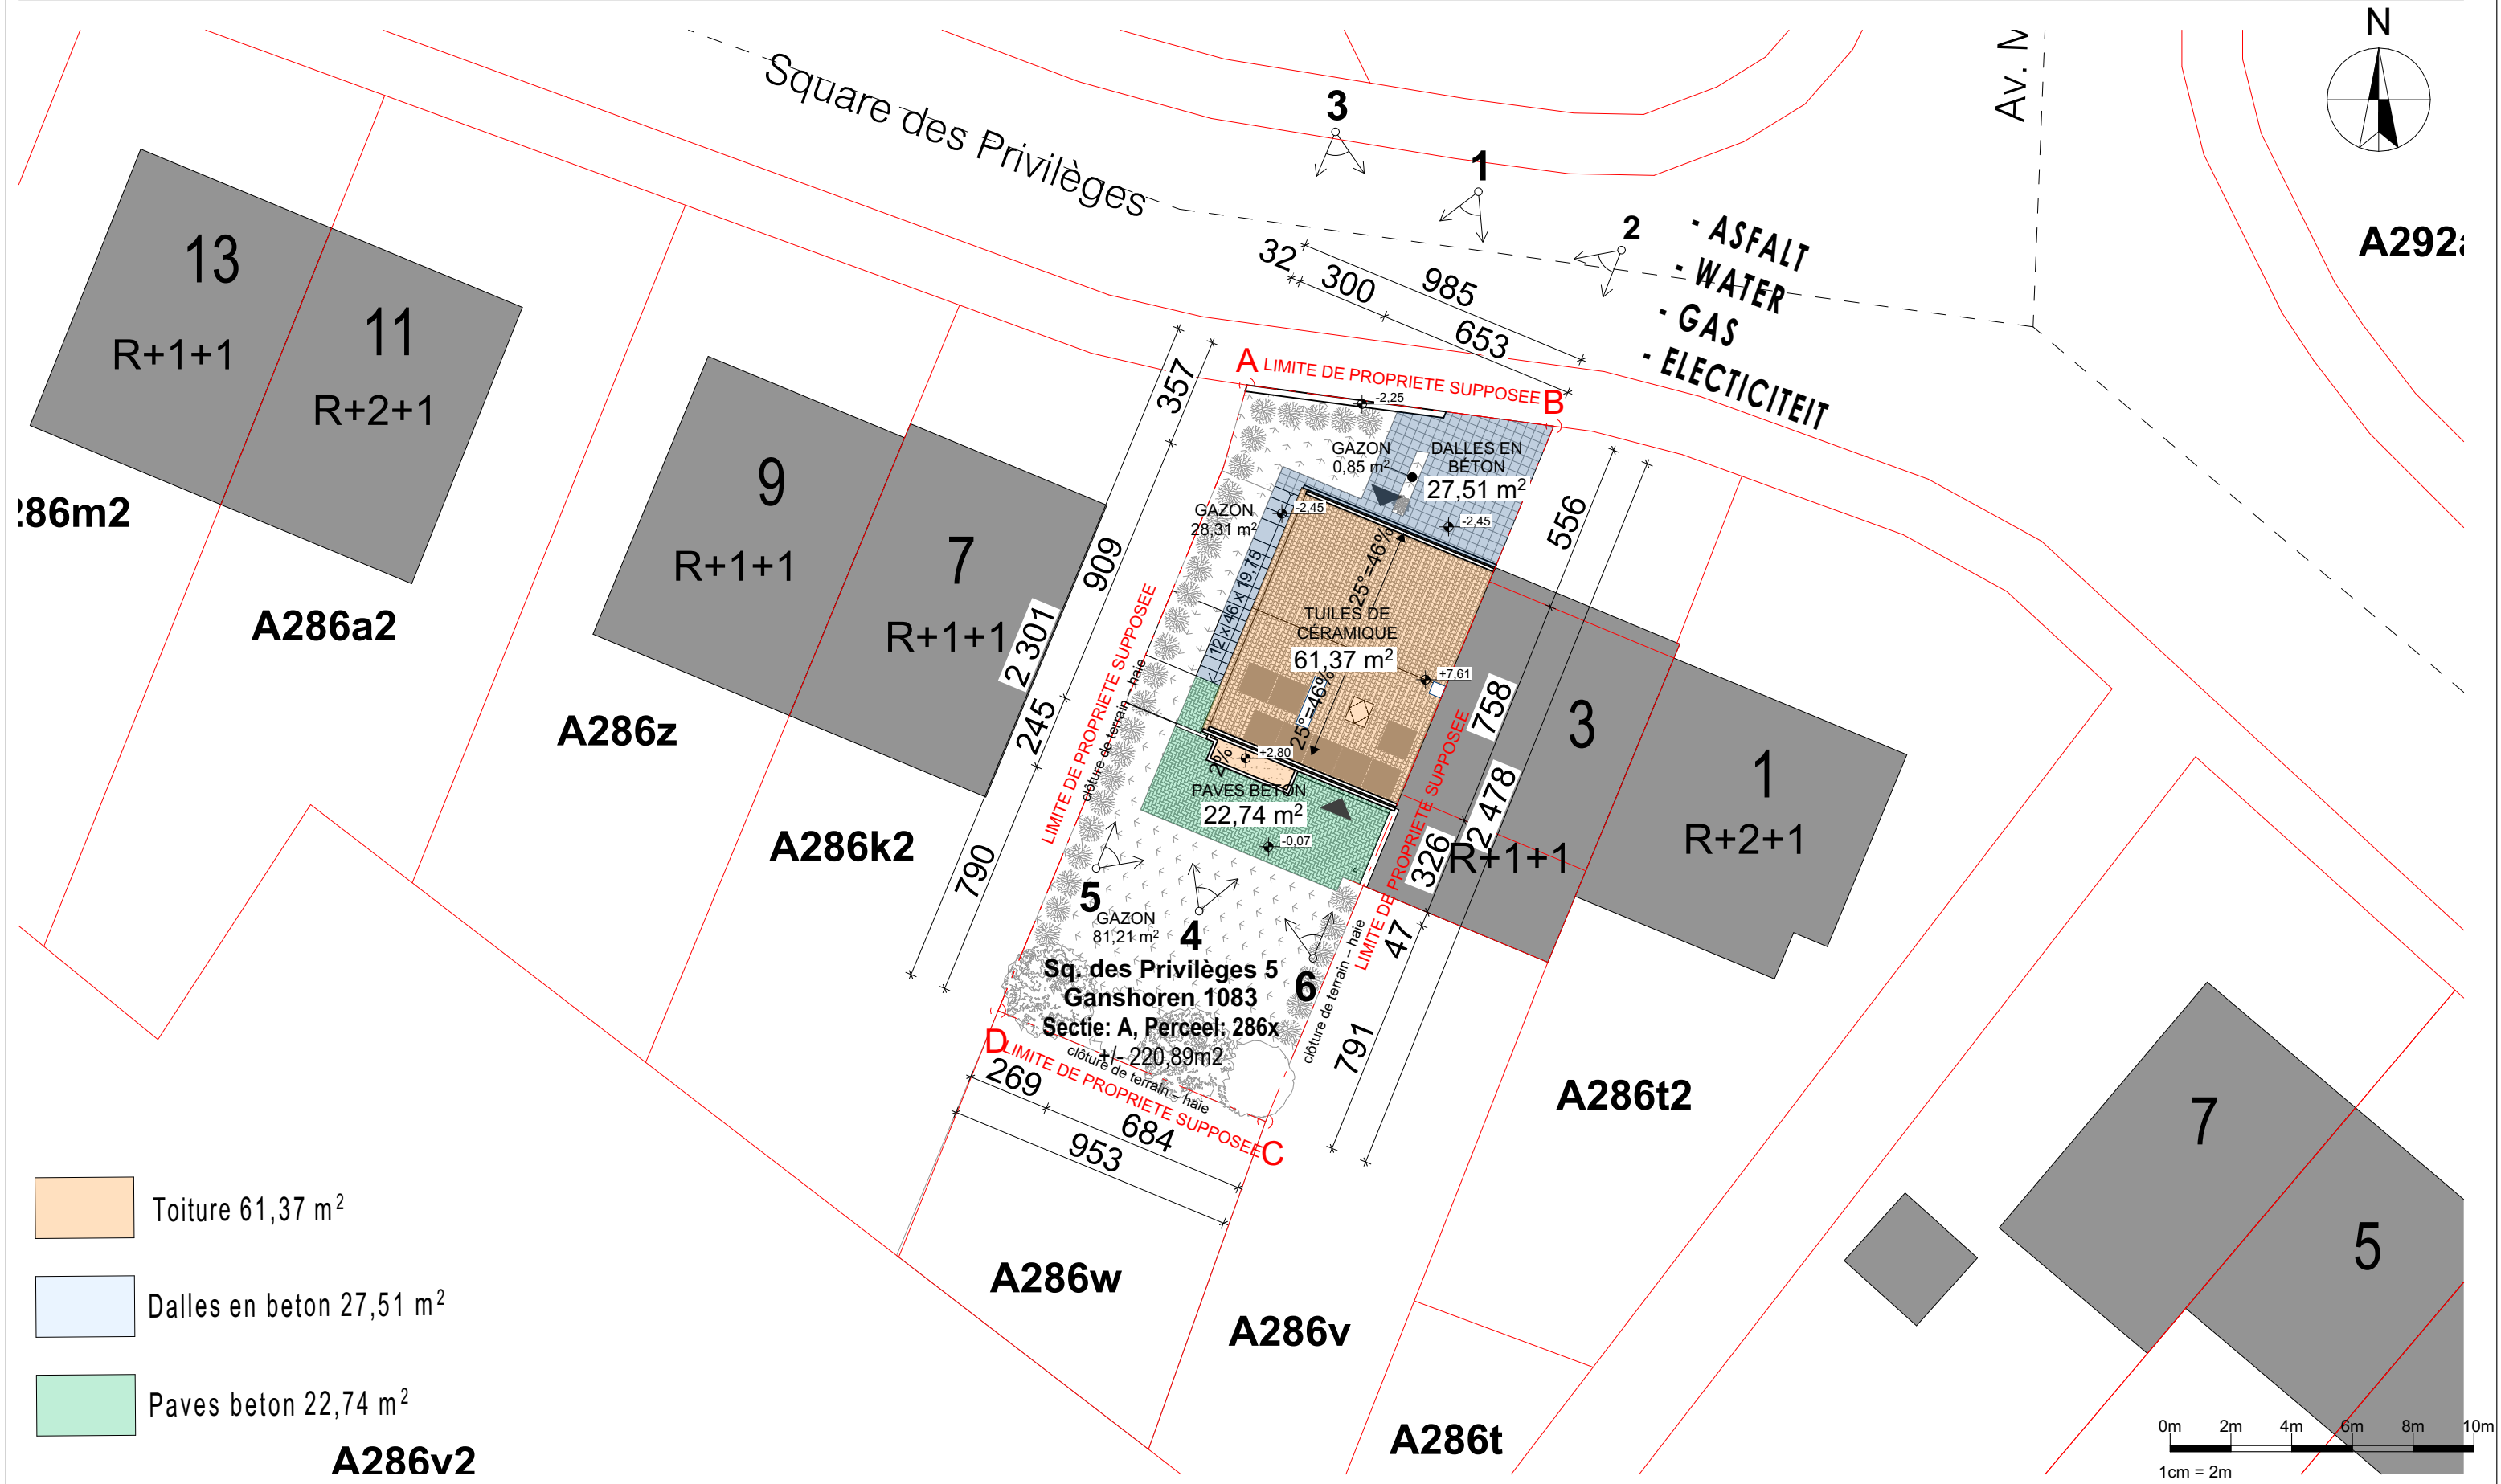 N
Square des Privilèges
Av. N
3
1
2
- ASFALT
- WATER
- GAS
- ELECTICITEIT
A292a
13
R+1+1
11
R+2+1
32
300
985
653
A LIMITE DE PROPRIETE SUPPOSEE B
-2,25
357
9
R+1+1
7
R+1+1
GAZON
0,85 m²
DALLES EN
BÉTON
27,51 m²
GAZON
28,31 m²
-2,45
-2,45
286m2
A286a2
909
2 301
12 x 46 x 19,75
25°=46%
556
TUILES DE
CÉRAMIQUE
61,37 m²
+7,61
LIMITE DE PROPRIETE SUPPOSEE
clôture de terrain – haie
25°=46%
A286z
245
2%
+2,80
758
3
R+1+1
1
R+2+1
PAVES BETON
22,74 m²
-0,07
LIMITE DE PROPRIETE SUPPOSEE
2 478
326
A286k2
790
5
GAZON
81,21 m²
4
6
47
clôture de terrain – haie
Sq. des Privilèges 5
Ganshoren 1083
Sectie: A, Perceel: 286x
+/- 220,89m2
791
D LIMITE DE PROPRIETE SUPPOSEE C
clôture de terrain – haie
269
684
953
A286t2
7
5
Toiture 61,37 m²
Dalles en beton 27,51 m²
Paves beton 22,74 m²
A286w
A286v
A286t
A286v2
0m 2m 4m 6m 8m 10m
1cm = 2m